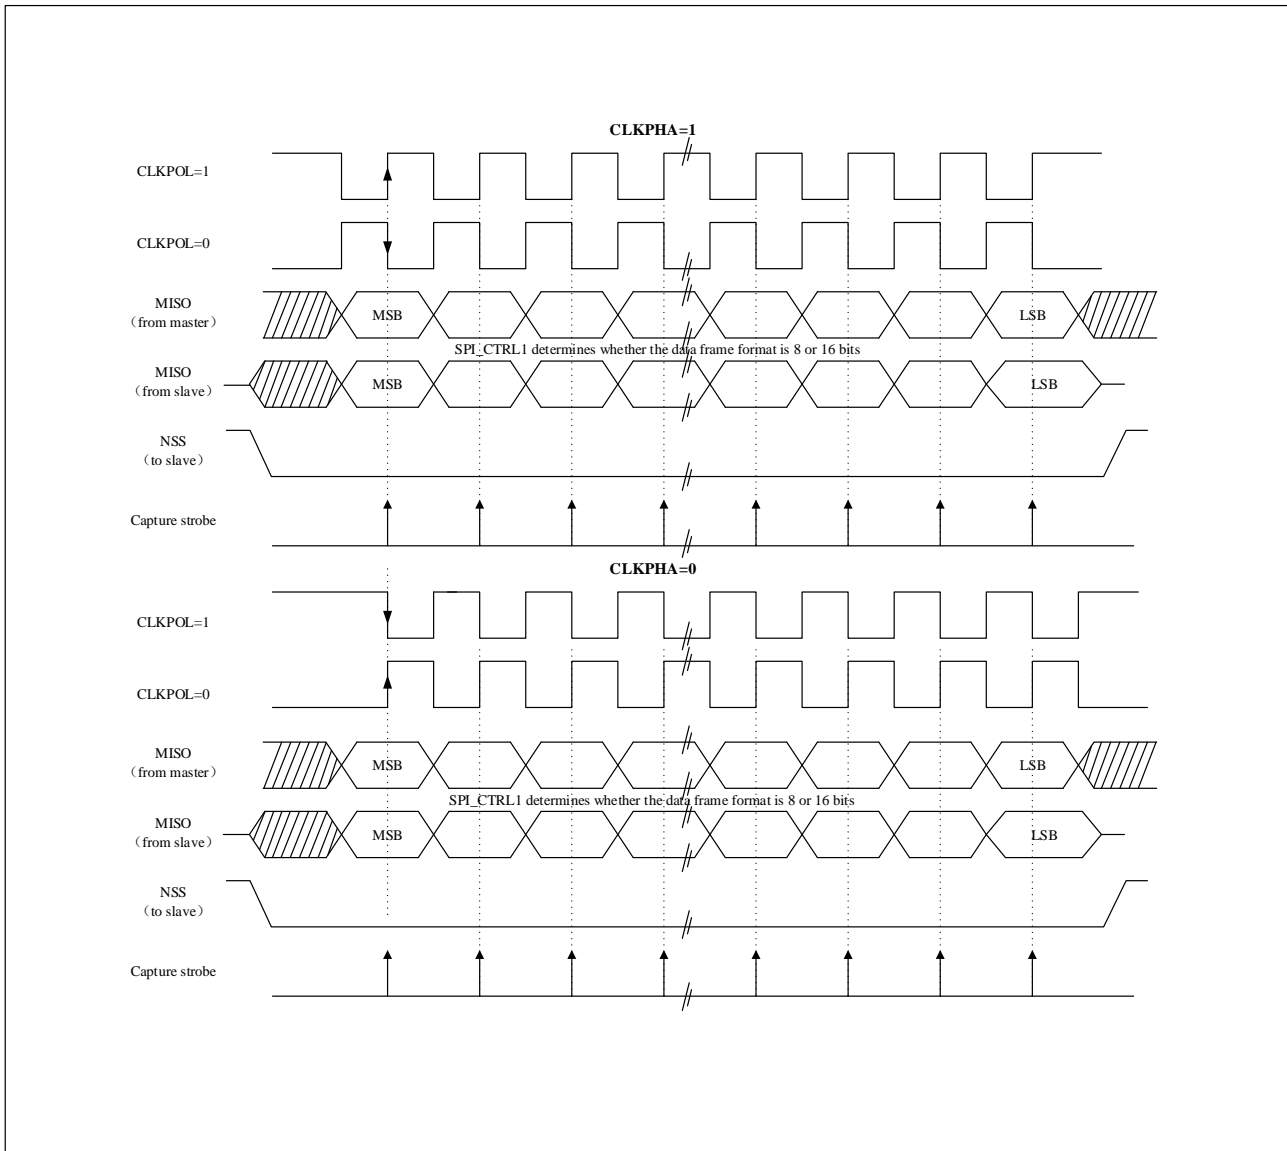 CLKPHA=1
CLKPOL=1
CLKPOL=0
MISO
（from master）
MSB
LSB
SPI_CTRL1 determines whether the data frame format is 8 or 16 bits
MISO
（from slave）
MSB
LSB
NSS
（to slave）
Capture strobe
CLKPHA=0
CLKPOL=1
CLKPOL=0
MISO
（from master）
MSB
LSB
SPI_CTRL1 determines whether the data frame format is 8 or 16 bits
MISO
（from slave）
MSB
LSB
NSS
（to slave）
Capture strobe